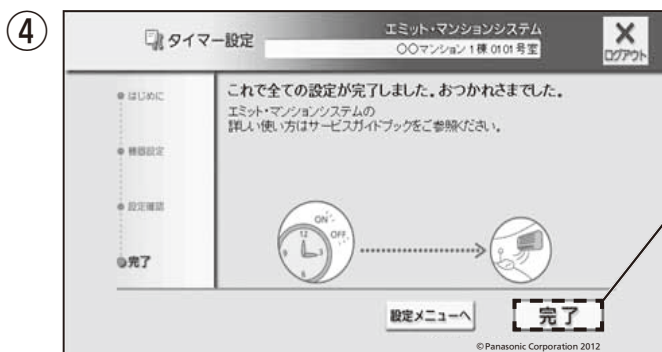 ④
タイマー設定
エミット・マンションシステム
〇〇マンション1棟 0101号室
×
ログアウト
はじめに
機器設定
設定確認
完了
これで全ての設定が完了しました。おつかれさまでした。
エミット・マンションシステムの
詳しい使い方はサービスガイドブックをご参照ください。
ON
OFF
12
3
6
9
設定メニューへ
完了
© Panasonic Corporation 2012